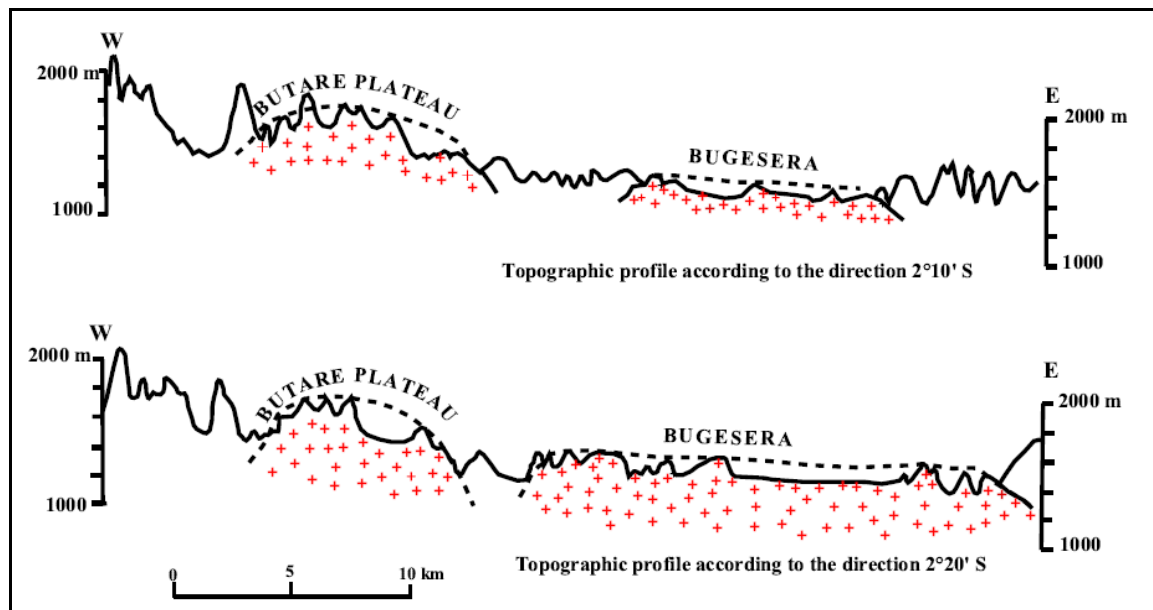 W
2000 m
BUTARE PLATEAU
E
2000 m
BUGESERA
1000
1000
Topographic profile according to the direction 2°10' S
W
2000 m
BUTARE PLATEAU
E
2000 m
BUGESERA
1000
1000
Topographic profile according to the direction 2°20' S
0 5 10 km